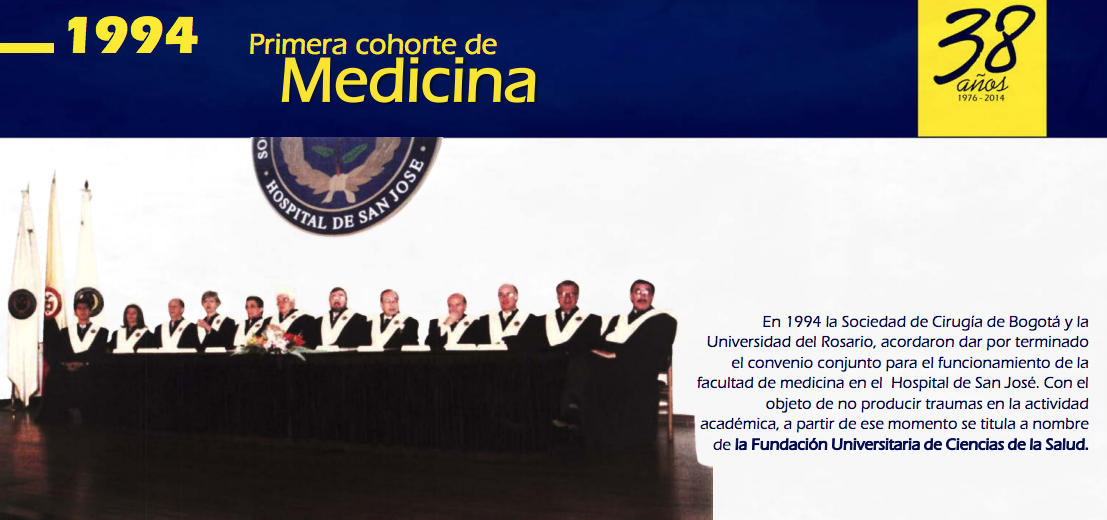 1994
Primera cohorte de
Medicina
38
años
1976 - 2014
SO
• HOSPITAL DE SAN JOSE •
En 1994 la Sociedad de Cirugía de Bogotá y la
Universidad del Rosario, acordaron dar por terminado
el convenio conjunto para el funcionamiento de la
facultad de medicina en el Hospital de San José. Con el
objeto de no producir traumas en la actividad
académica, a partir de ese momento se titula a nombre
de la Fundación Universitaria de Ciencias de la Salud.